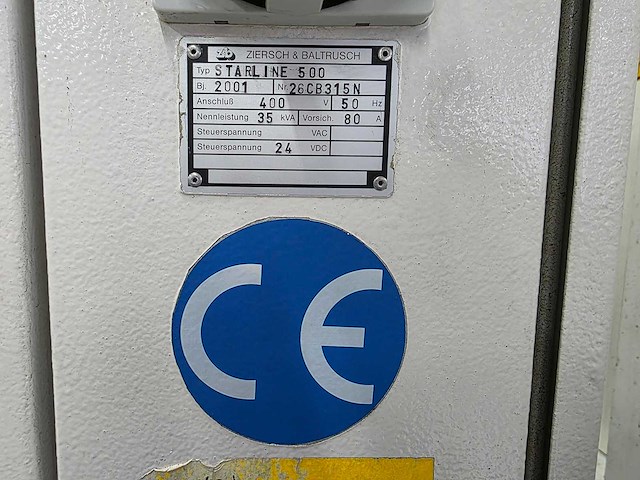 ZIERSCH & BALTRUSCH
Typ STARLINE 500
Bj. 2001 Nr. 26CB315N
Anschluß 400 V 50 Hz
Nennleistung 35 kVA Vorsich. 80 A
Steuerspannung VAC
Steuerspannung 24 VDC
CE